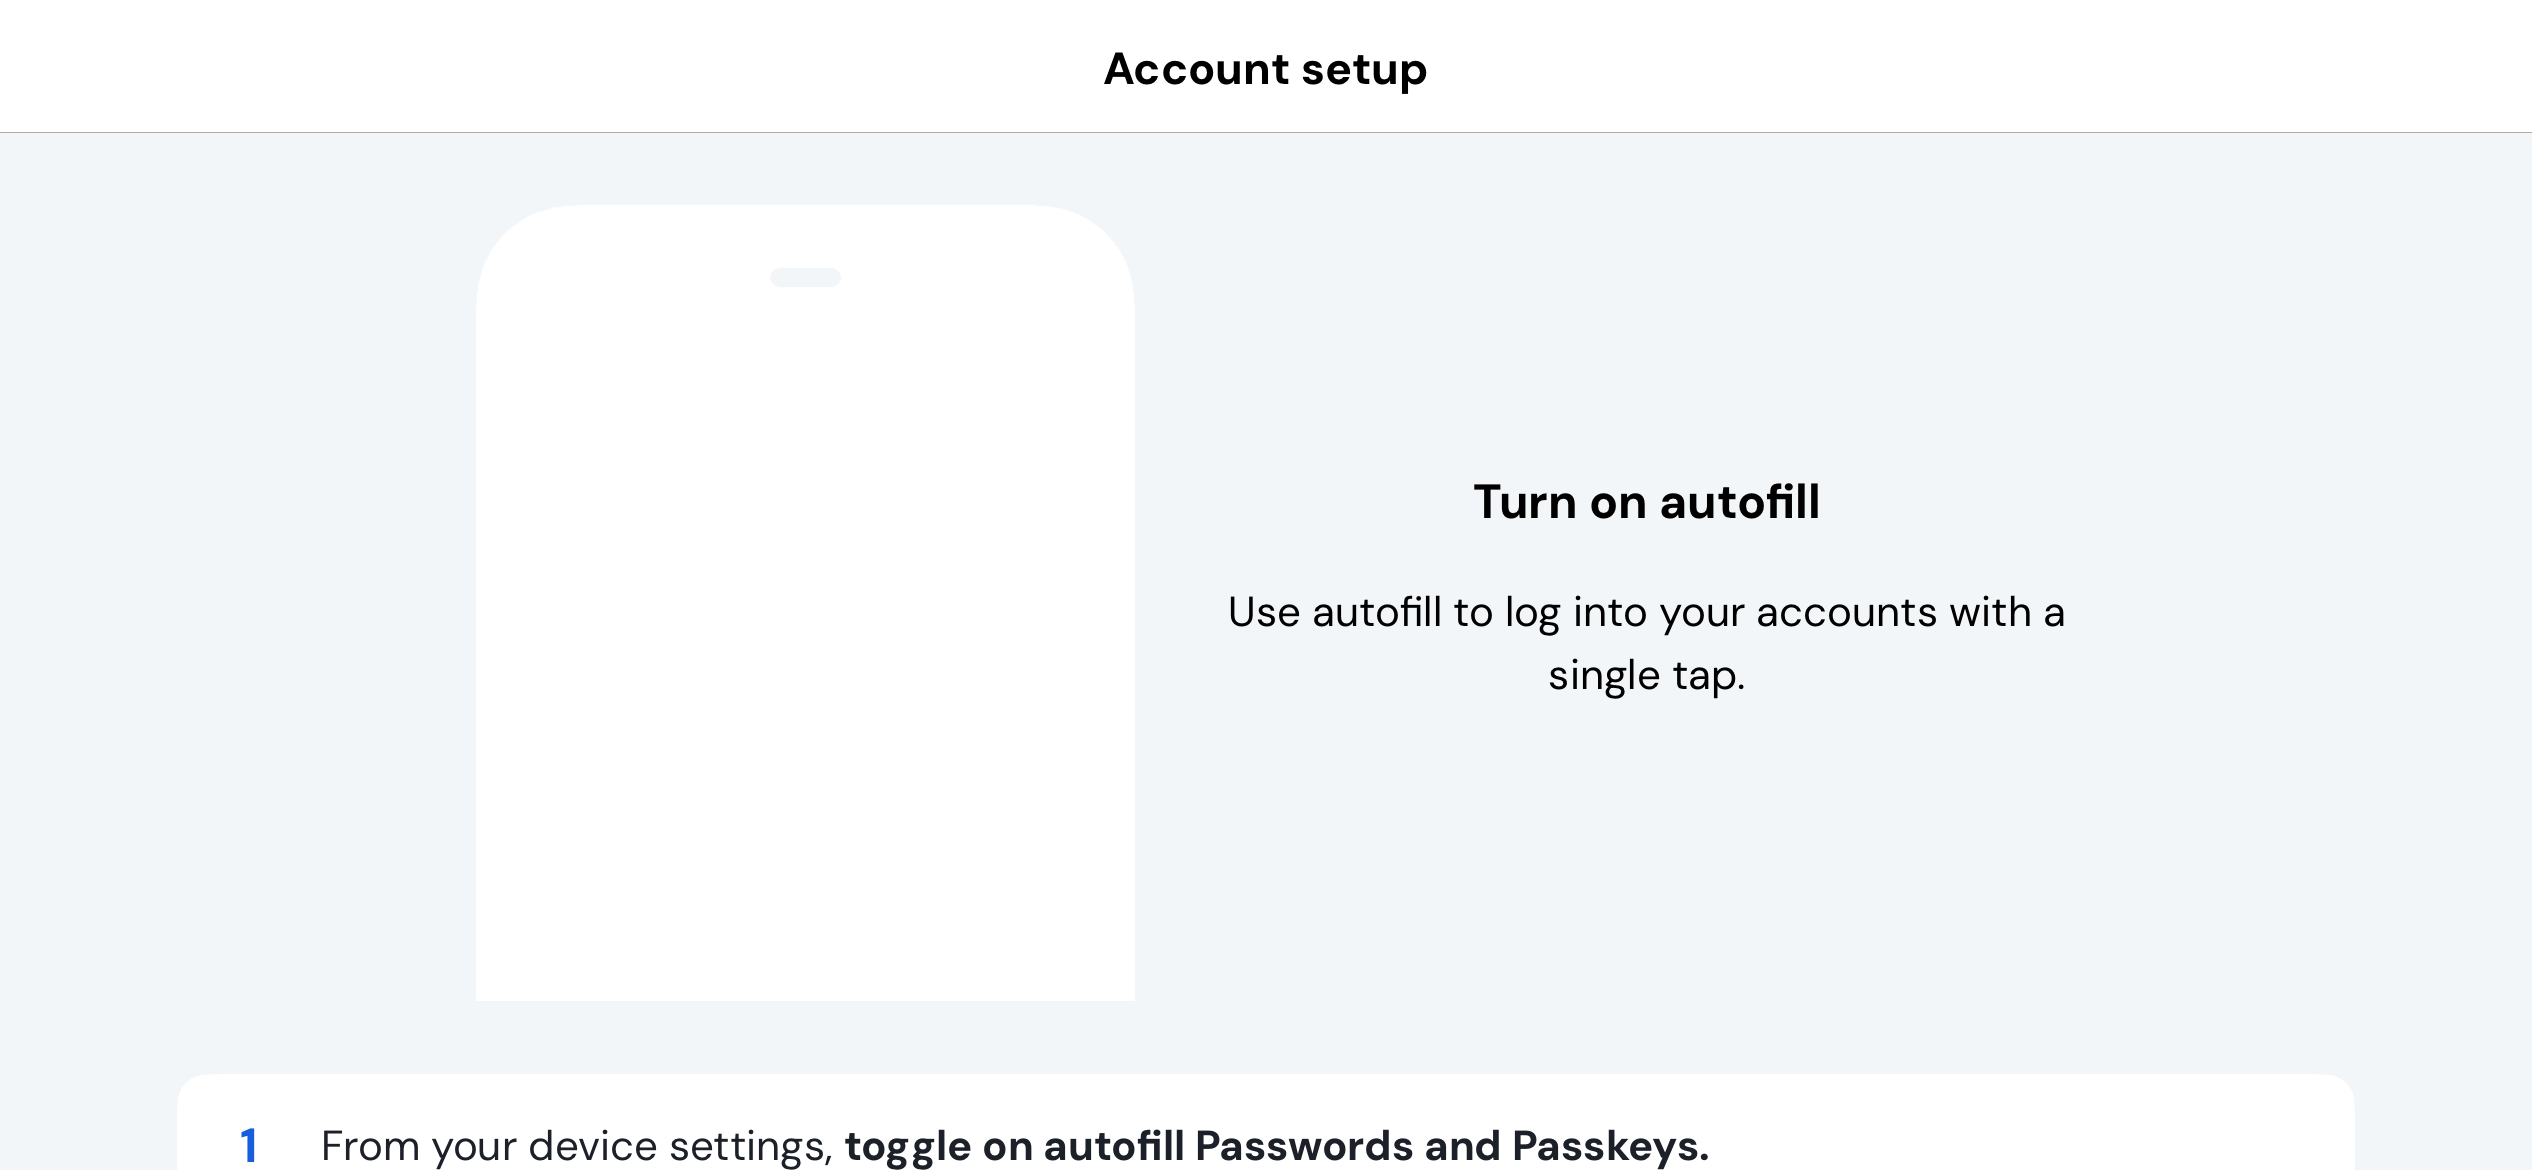 Account setup
Turn on autofill
Use autofill to log into your accounts with a
single tap.
1 From your device settings, toggle on autofill Passwords and Passkeys.